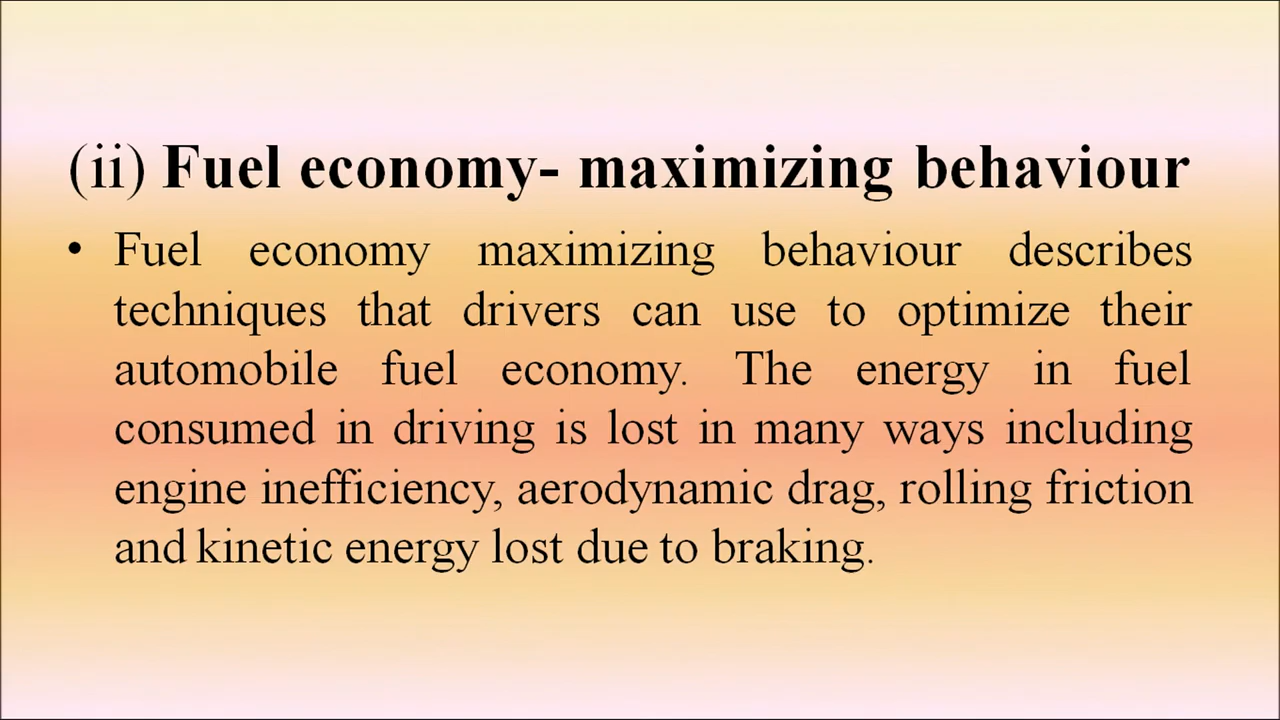 (ii) Fuel economy- maximizing behaviour
• Fuel economy maximizing behaviour describes
techniques that drivers can use to optimize their
automobile fuel economy. The energy in fuel
consumed in driving is lost in many ways including
engine inefficiency, aerodynamic drag, rolling friction
and kinetic energy lost due to braking.